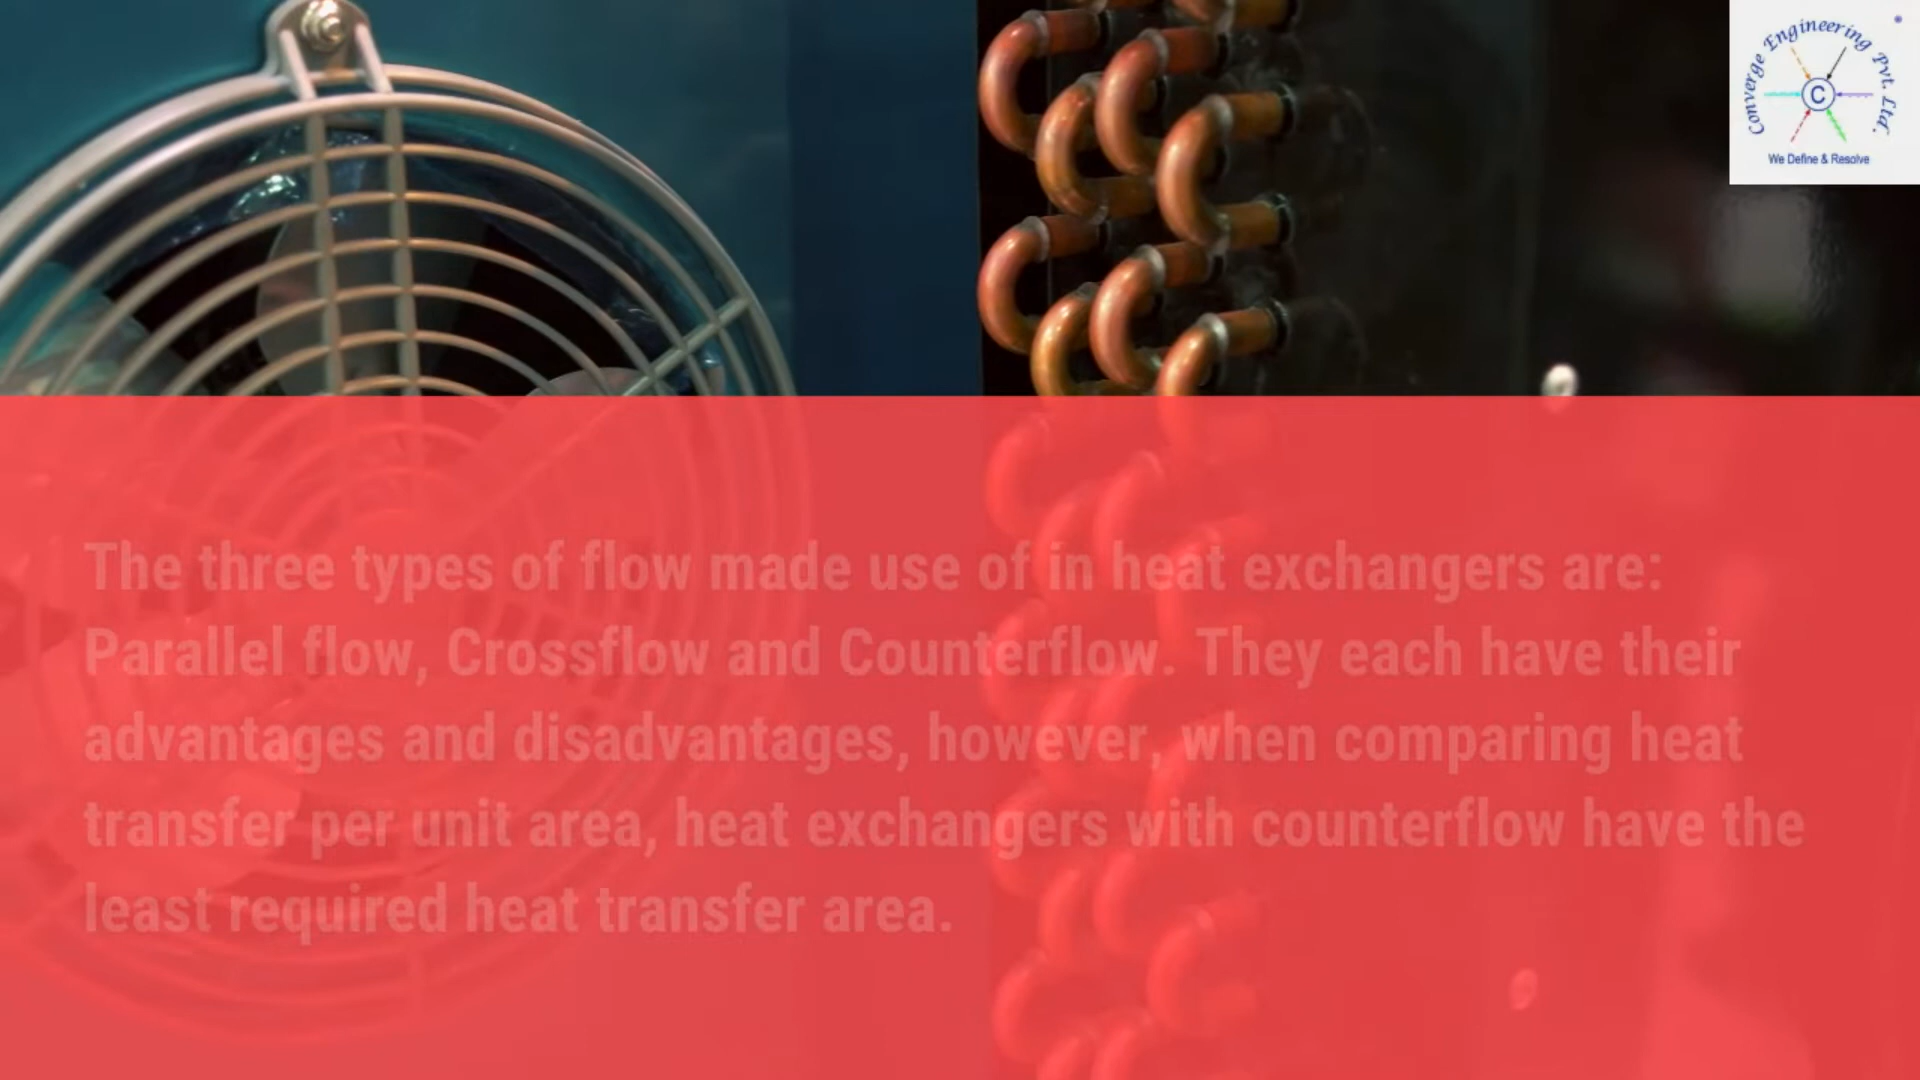 Converge Engineering Pvt. Ltd.
C
We Define & Resolve
The three types of flow made use of in heat exchangers are:
Parallel flow, Crossflow and Counterflow. They each have their
advantages and disadvantages, however, when comparing heat
transfer per unit area, heat exchangers with counterflow have the
least required heat transfer area.